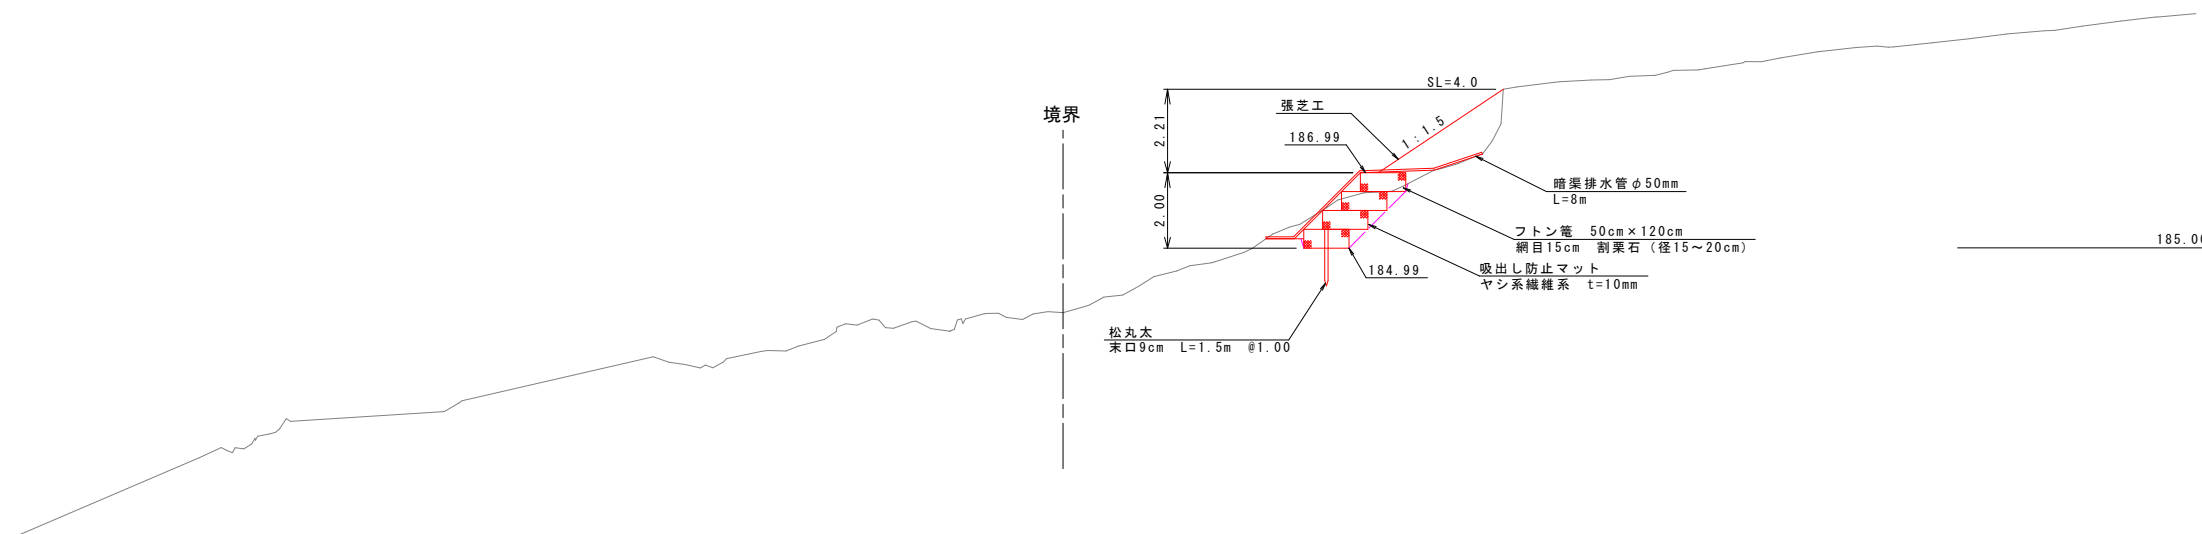 SL=4.0
張芝工
境界
2.21
1：1.5
186.99
暗渠排水管φ50mm
L=8m
2.00
フトン篭　50cm×120cm
網目15cm　割栗石（径15～20cm）
185.00
184.99
吸出し防止マット
ヤシ系繊維系　t=10mm
松丸太
末口9cm　L=1.5m　@1.00